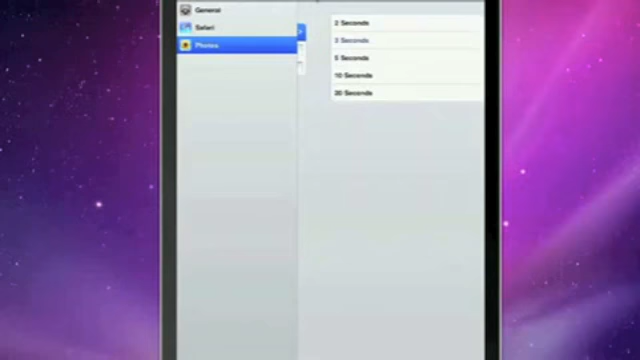 General
Safari
Photos
2 Seconds
3 Seconds
5 Seconds
10 Seconds
20 Seconds